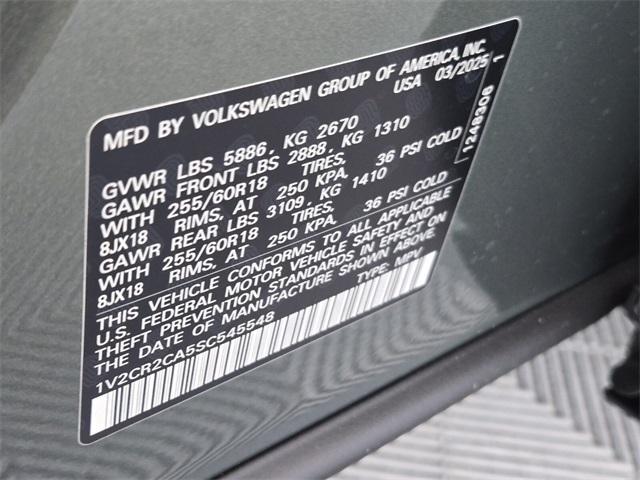 MFD BY VOLKSWAGEN GROUP OF AMERICA, INC.
USA 03/2025
GVWR LBS 5886, KG 2670
GAWR FRONT LBS 2888, KG 1310
WITH 255/60R18 TIRES,
8JX18 RIMS, AT 250 KPA, 36 PSI COLD
GAWR REAR LBS 3109, KG 1410
WITH 255/60R18 TIRES,
8JX18 RIMS, AT 250 KPA, 36 PSI COLD
THIS VEHICLE CONFORMS TO ALL APPLICABLE
U.S. FEDERAL MOTOR VEHICLE SAFETY AND
THEFT PREVENTION STANDARDS IN EFFECT ON
THE DATE OF MANUFACTURE SHOWN ABOVE.
1V2CR2CA5SC545548 TYPE: MPV
1248306 1